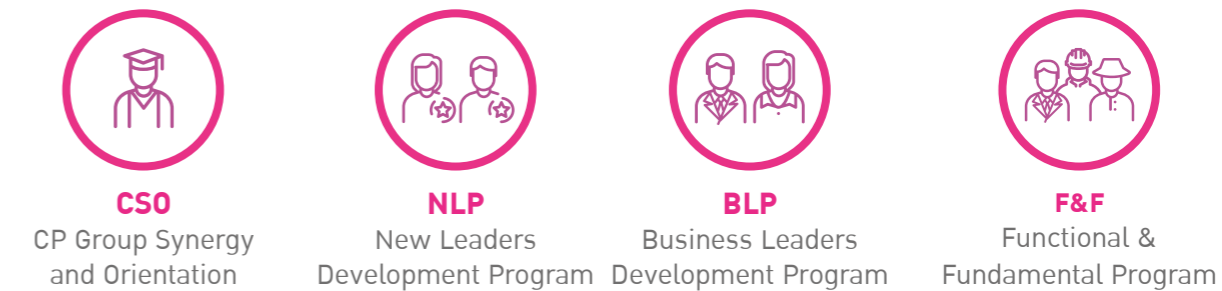 CSO
CP Group Synergy
and Orientation
NLP
New Leaders
Development Program
BLP
Business Leaders
Development Program
F&F
Functional &
Fundamental Program